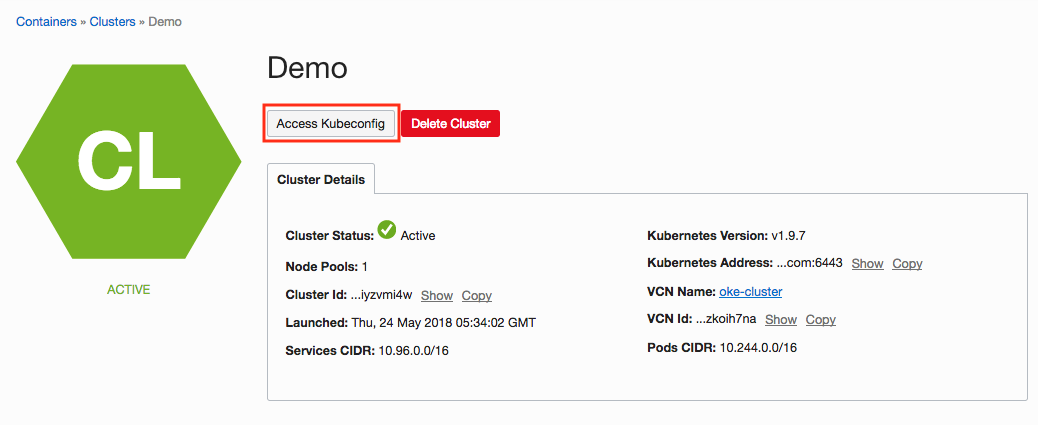 Containers » Clusters » Demo
CL
ACTIVE
Demo
Access Kubeconfig Delete Cluster
Cluster Details
Cluster Status: Active
Node Pools: 1
Cluster Id: ...iyzvmi4w Show Copy
Launched: Thu, 24 May 2018 05:34:02 GMT
Services CIDR: 10.96.0.0/16
Kubernetes Version: v1.9.7
Kubernetes Address: ...com:6443 Show Copy
VCN Name: oke-cluster
VCN Id: ...zkoih7na Show Copy
Pods CIDR: 10.244.0.0/16